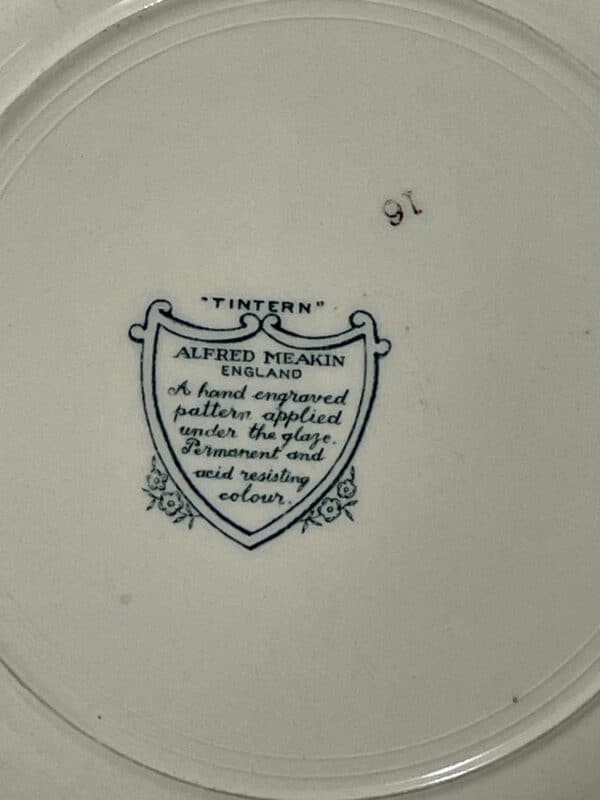 16
"TINTERN"
ALFRED MEAKIN
ENGLAND
A hand engraved
pattern applied
under the glaze.
Permanent and
acid resisting
colour.